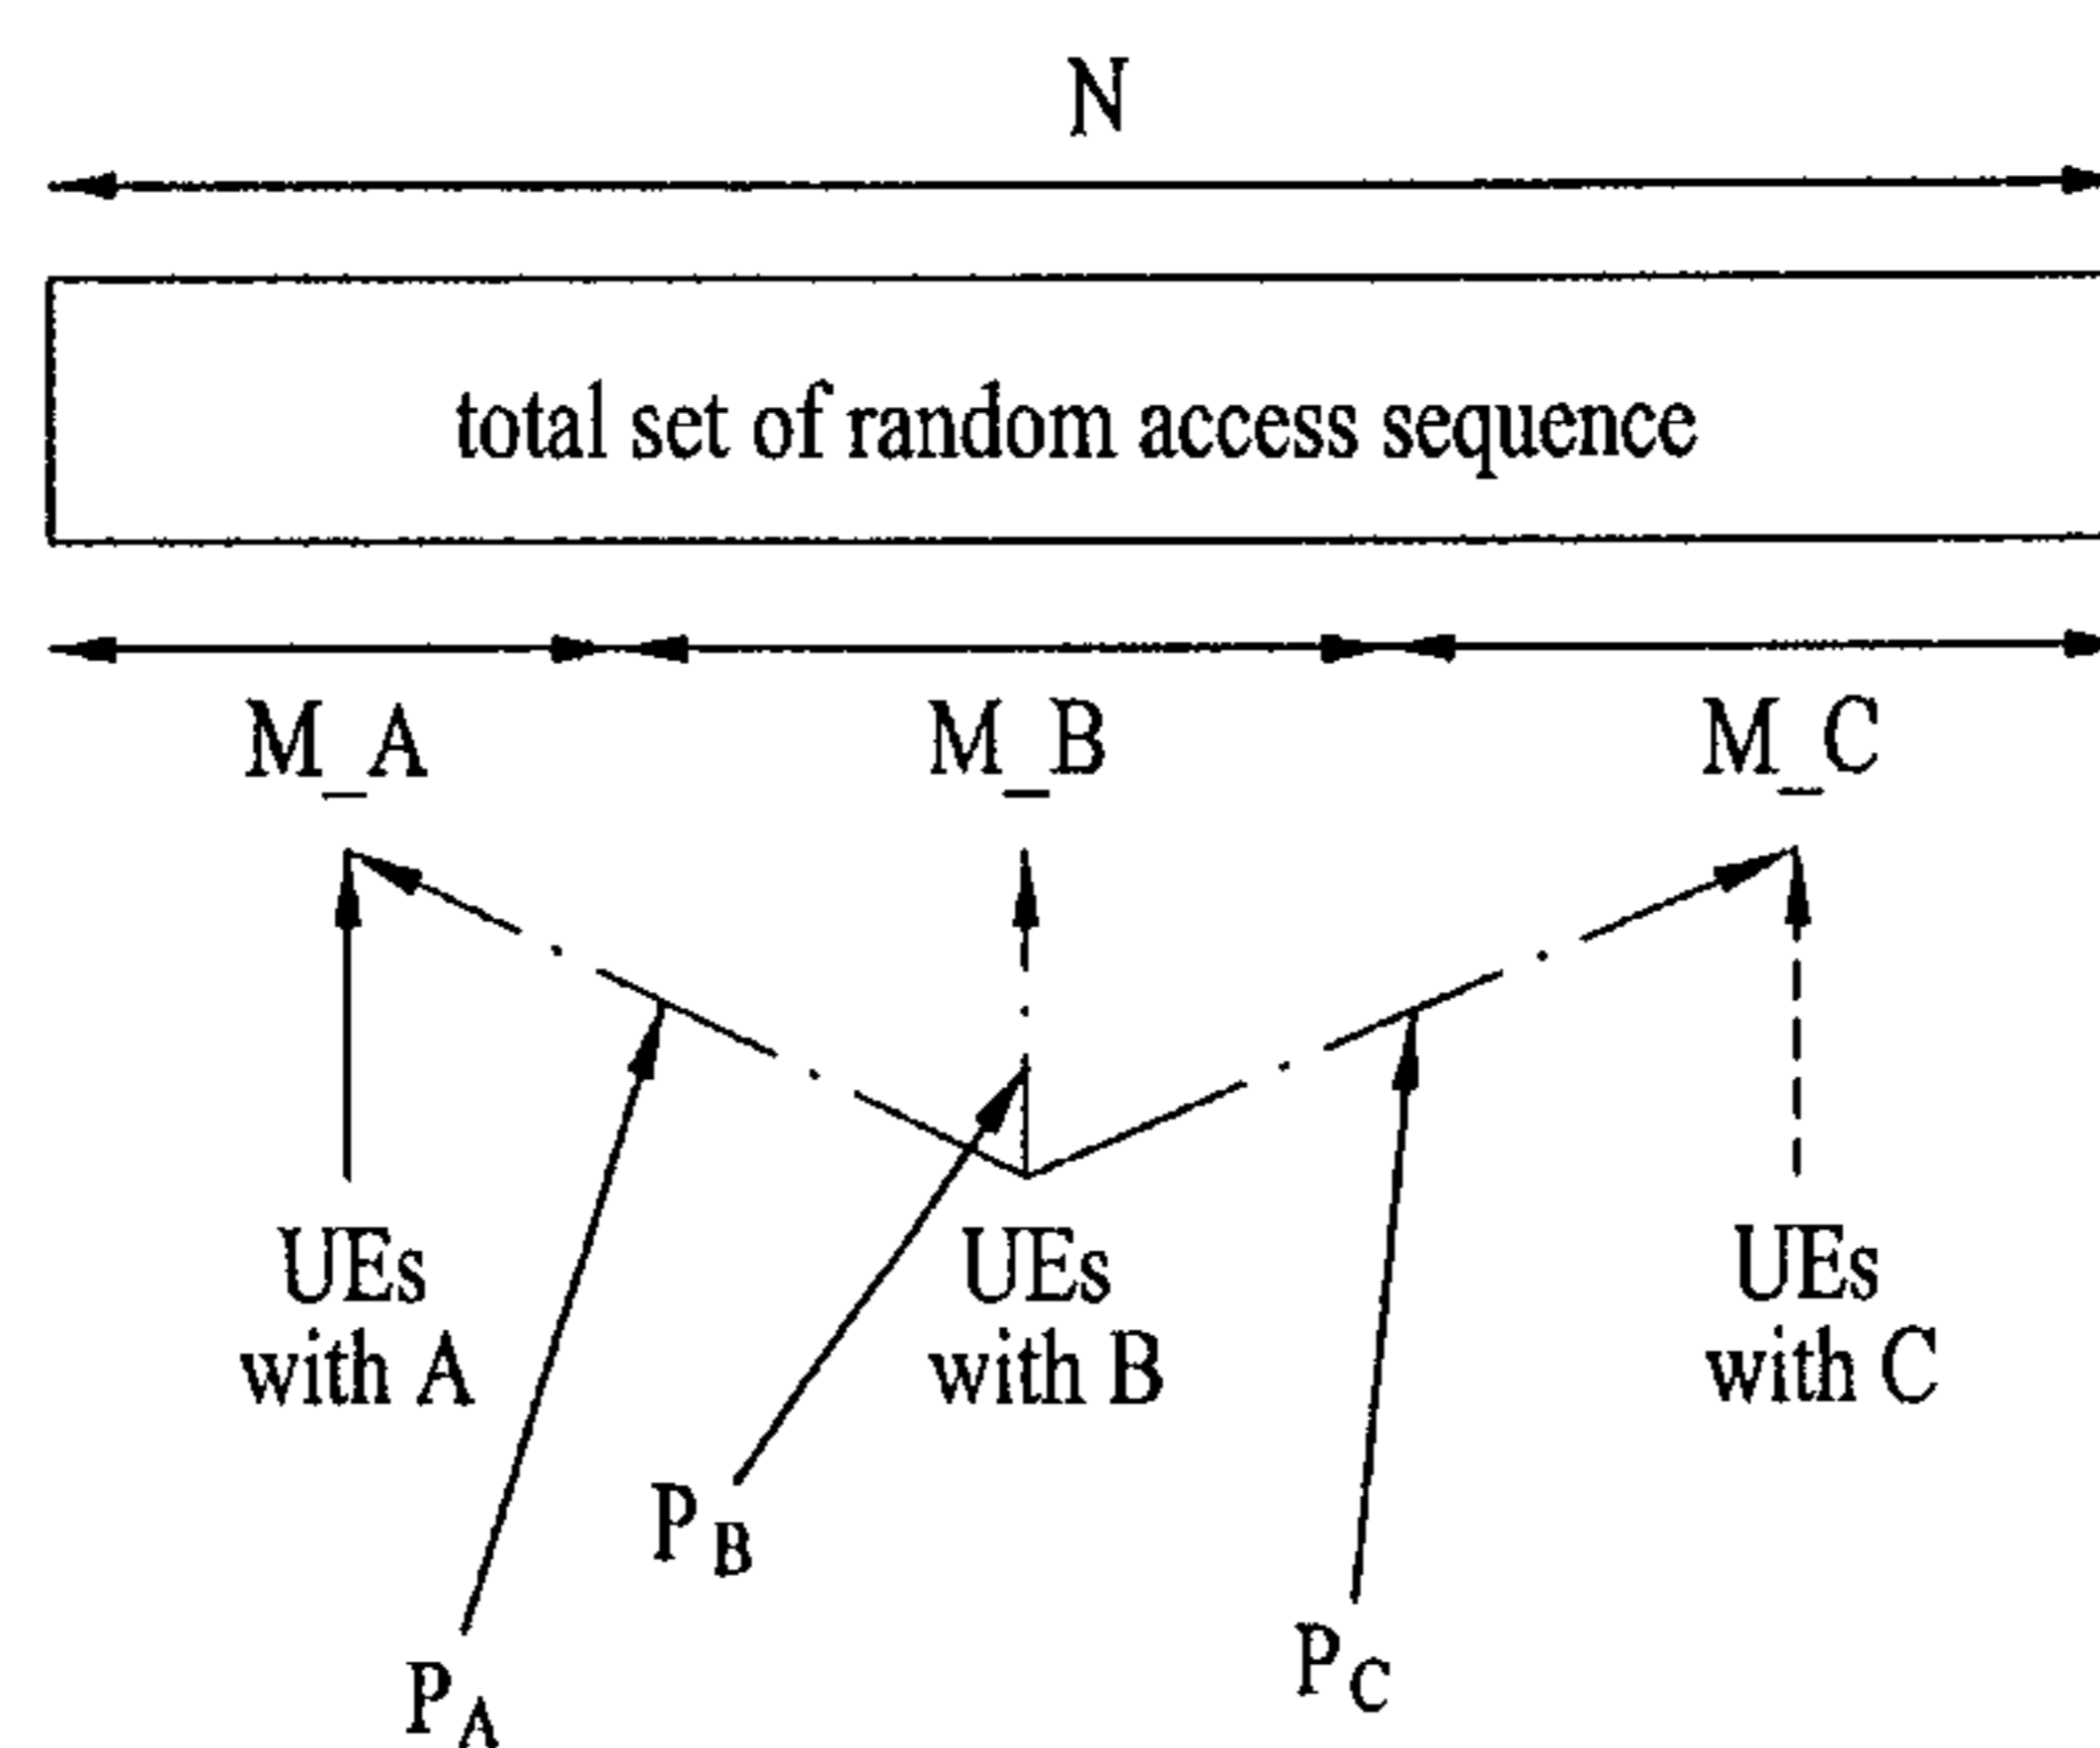 N
total set of random access sequence
M_A M_B M_C
UEs with A
UEs with B
UEs with C
P_B
P_A
P_C